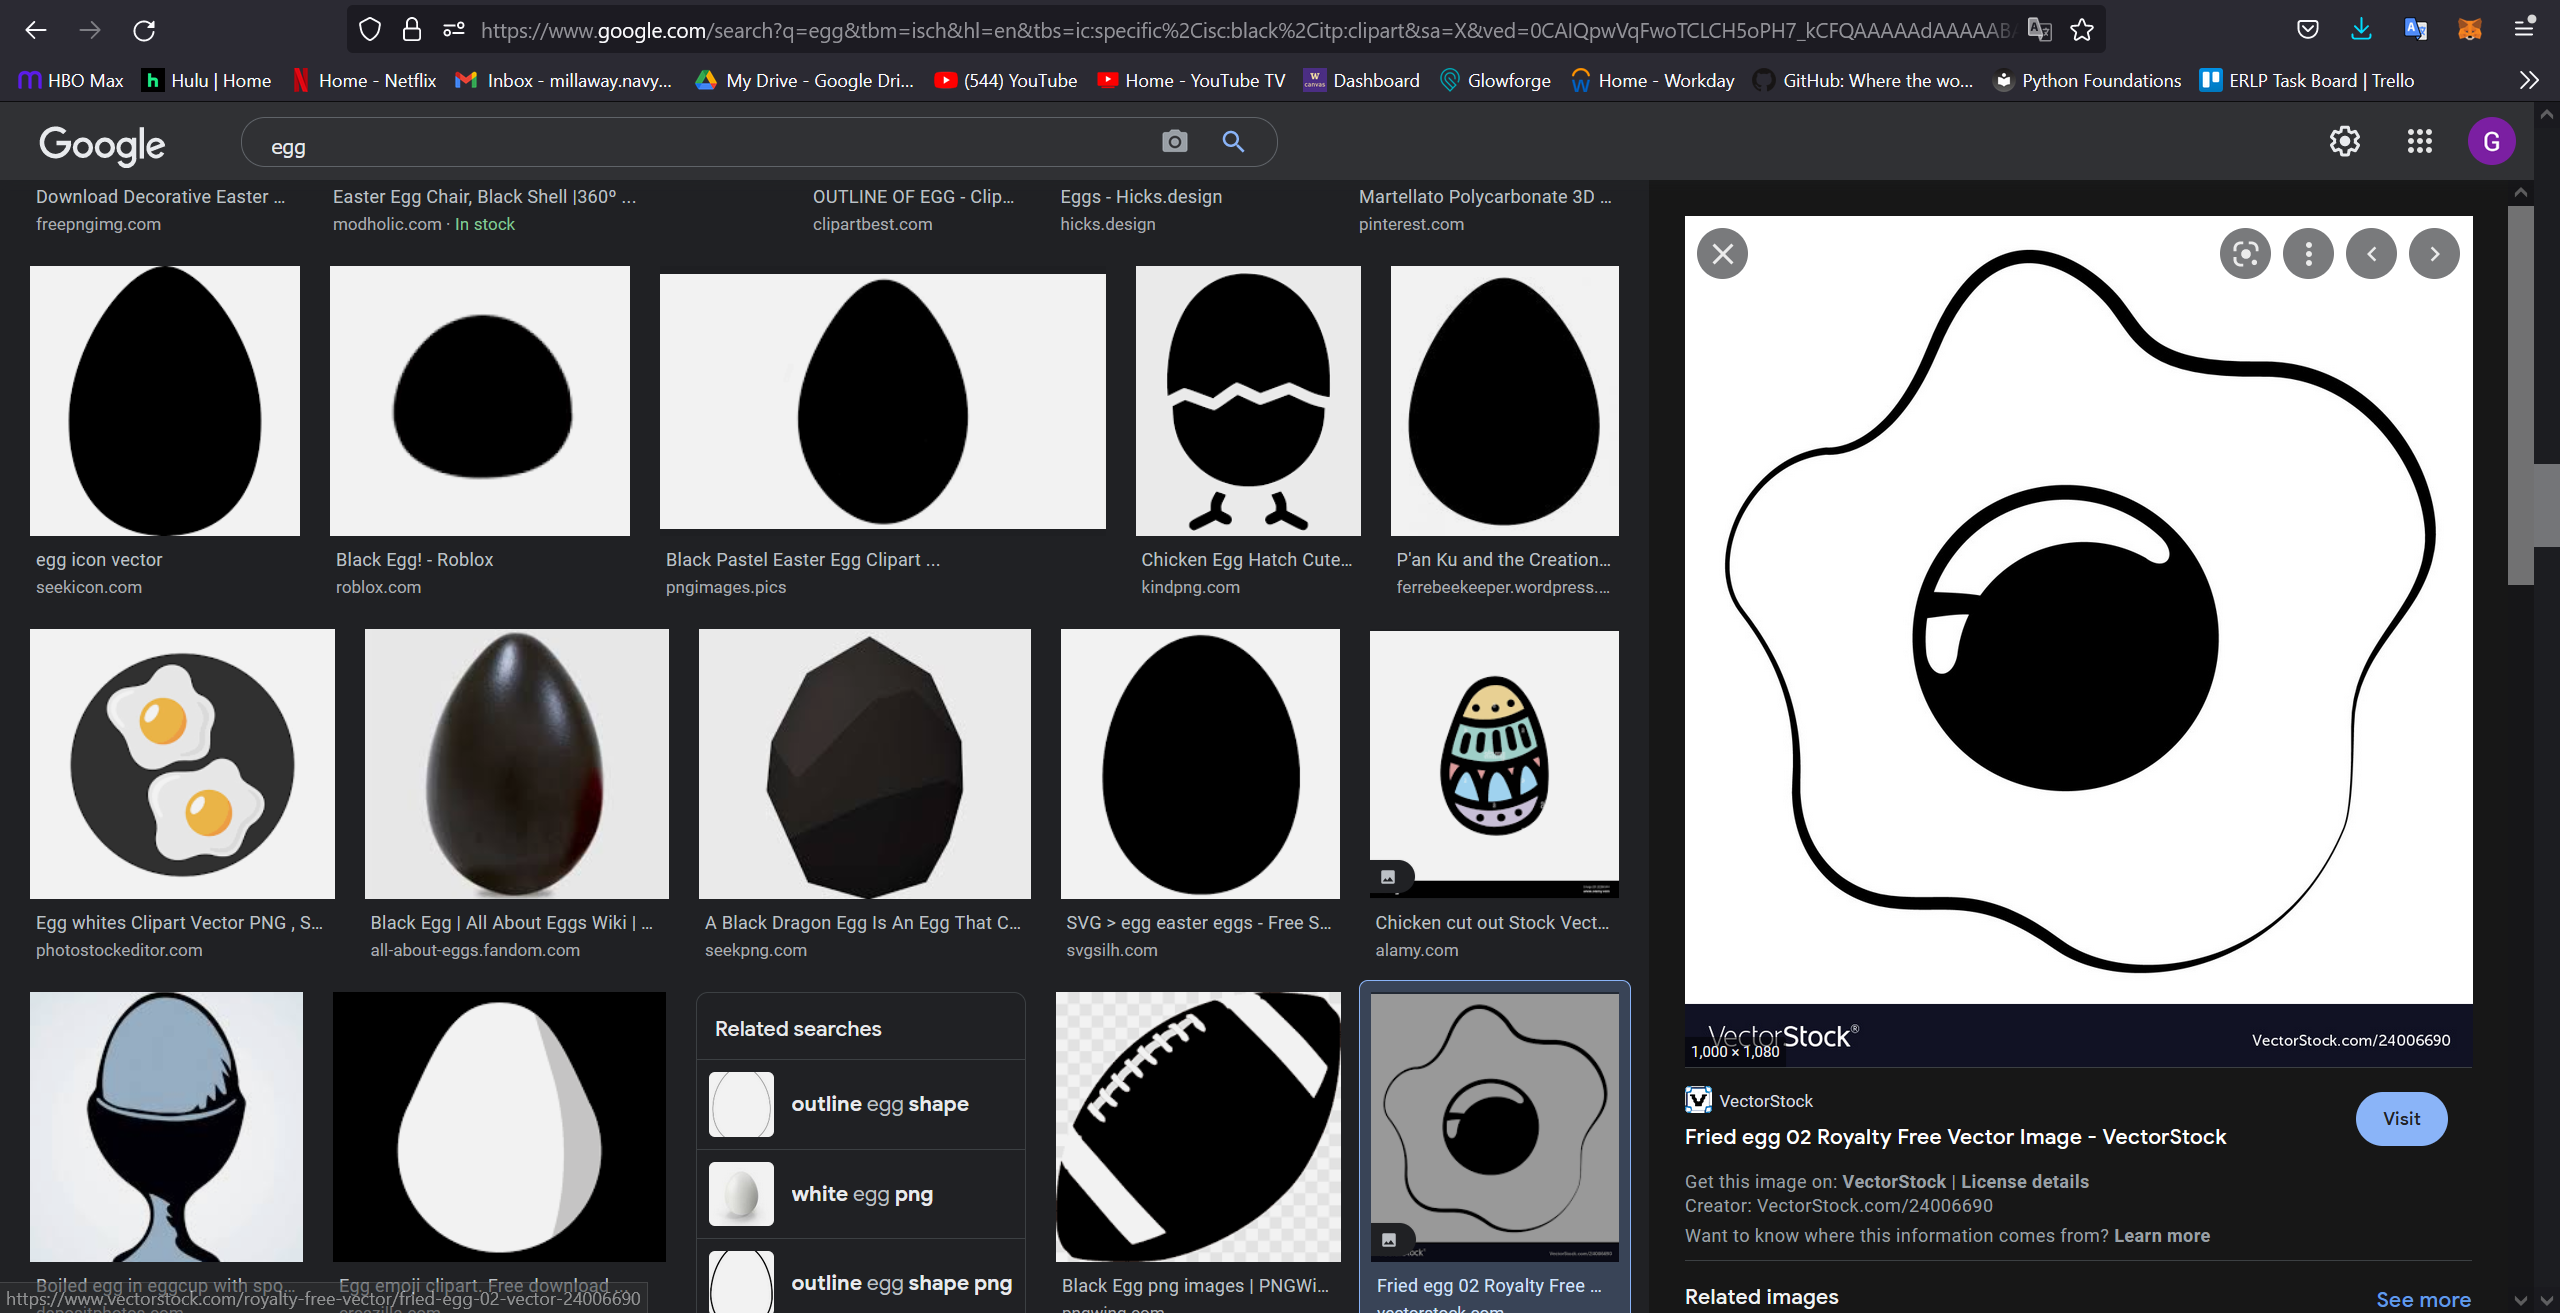 https://www.google.com/search?q=egg&tbm=isch&hl=en&tbs=ic:specific%2Cisc:black%2Citp:clipart&sa=X&ved=0CAIQpwVqFwoTCLCH5oPH7_kCFQAAAAAdAAAAABA
HBO Max
Hulu | Home
Home - Netflix
Inbox - millaway.navy...
My Drive - Google Dri...
(544) YouTube
Home - YouTube TV
Dashboard
Glowforge
Home - Workday
GitHub: Where the wo...
Python Foundations
ERLP Task Board | Trello
Google
egg
G
Download Decorative Easter ...
freepngimg.com
Easter Egg Chair, Black Shell |360º ...
modholic.com · In stock
OUTLINE OF EGG - Clip...
clipartbest.com
Eggs - Hicks.design
hicks.design
Martellato Polycarbonate 3D ...
pinterest.com
egg icon vector
seekicon.com
Black Egg! - Roblox
roblox.com
Black Pastel Easter Egg Clipart ...
pngimages.pics
Chicken Egg Hatch Cute...
kindpng.com
P'an Ku and the Creation...
ferrebeekeeper.wordpress....
Egg whites Clipart Vector PNG , S...
photostockeditor.com
Black Egg | All About Eggs Wiki | ...
all-about-eggs.fandom.com
A Black Dragon Egg Is An Egg That C...
seekpng.com
SVG > egg easter eggs - Free S...
svgsilh.com
Chicken cut out Stock Vect...
alamy.com
Boiled egg in eggcup with spo...
Egg emoji clipart. Free download ...
Related searches
outline egg shape
white egg png
outline egg shape png
Black Egg png images | PNGWi...
pngwing.com
Fried egg 02 Royalty Free ...
vectorstock.com
https://www.vectorstock.com/royalty-free-vector/fried-egg-02-vector-24006690
VectorStock®
VectorStock.com/24006690
1,000 × 1,080
VectorStock
Visit
Fried egg 02 Royalty Free Vector Image - VectorStock
Get this image on: VectorStock | License details
Creator: VectorStock.com/24006690
Want to know where this information comes from? Learn more
Related images
See more